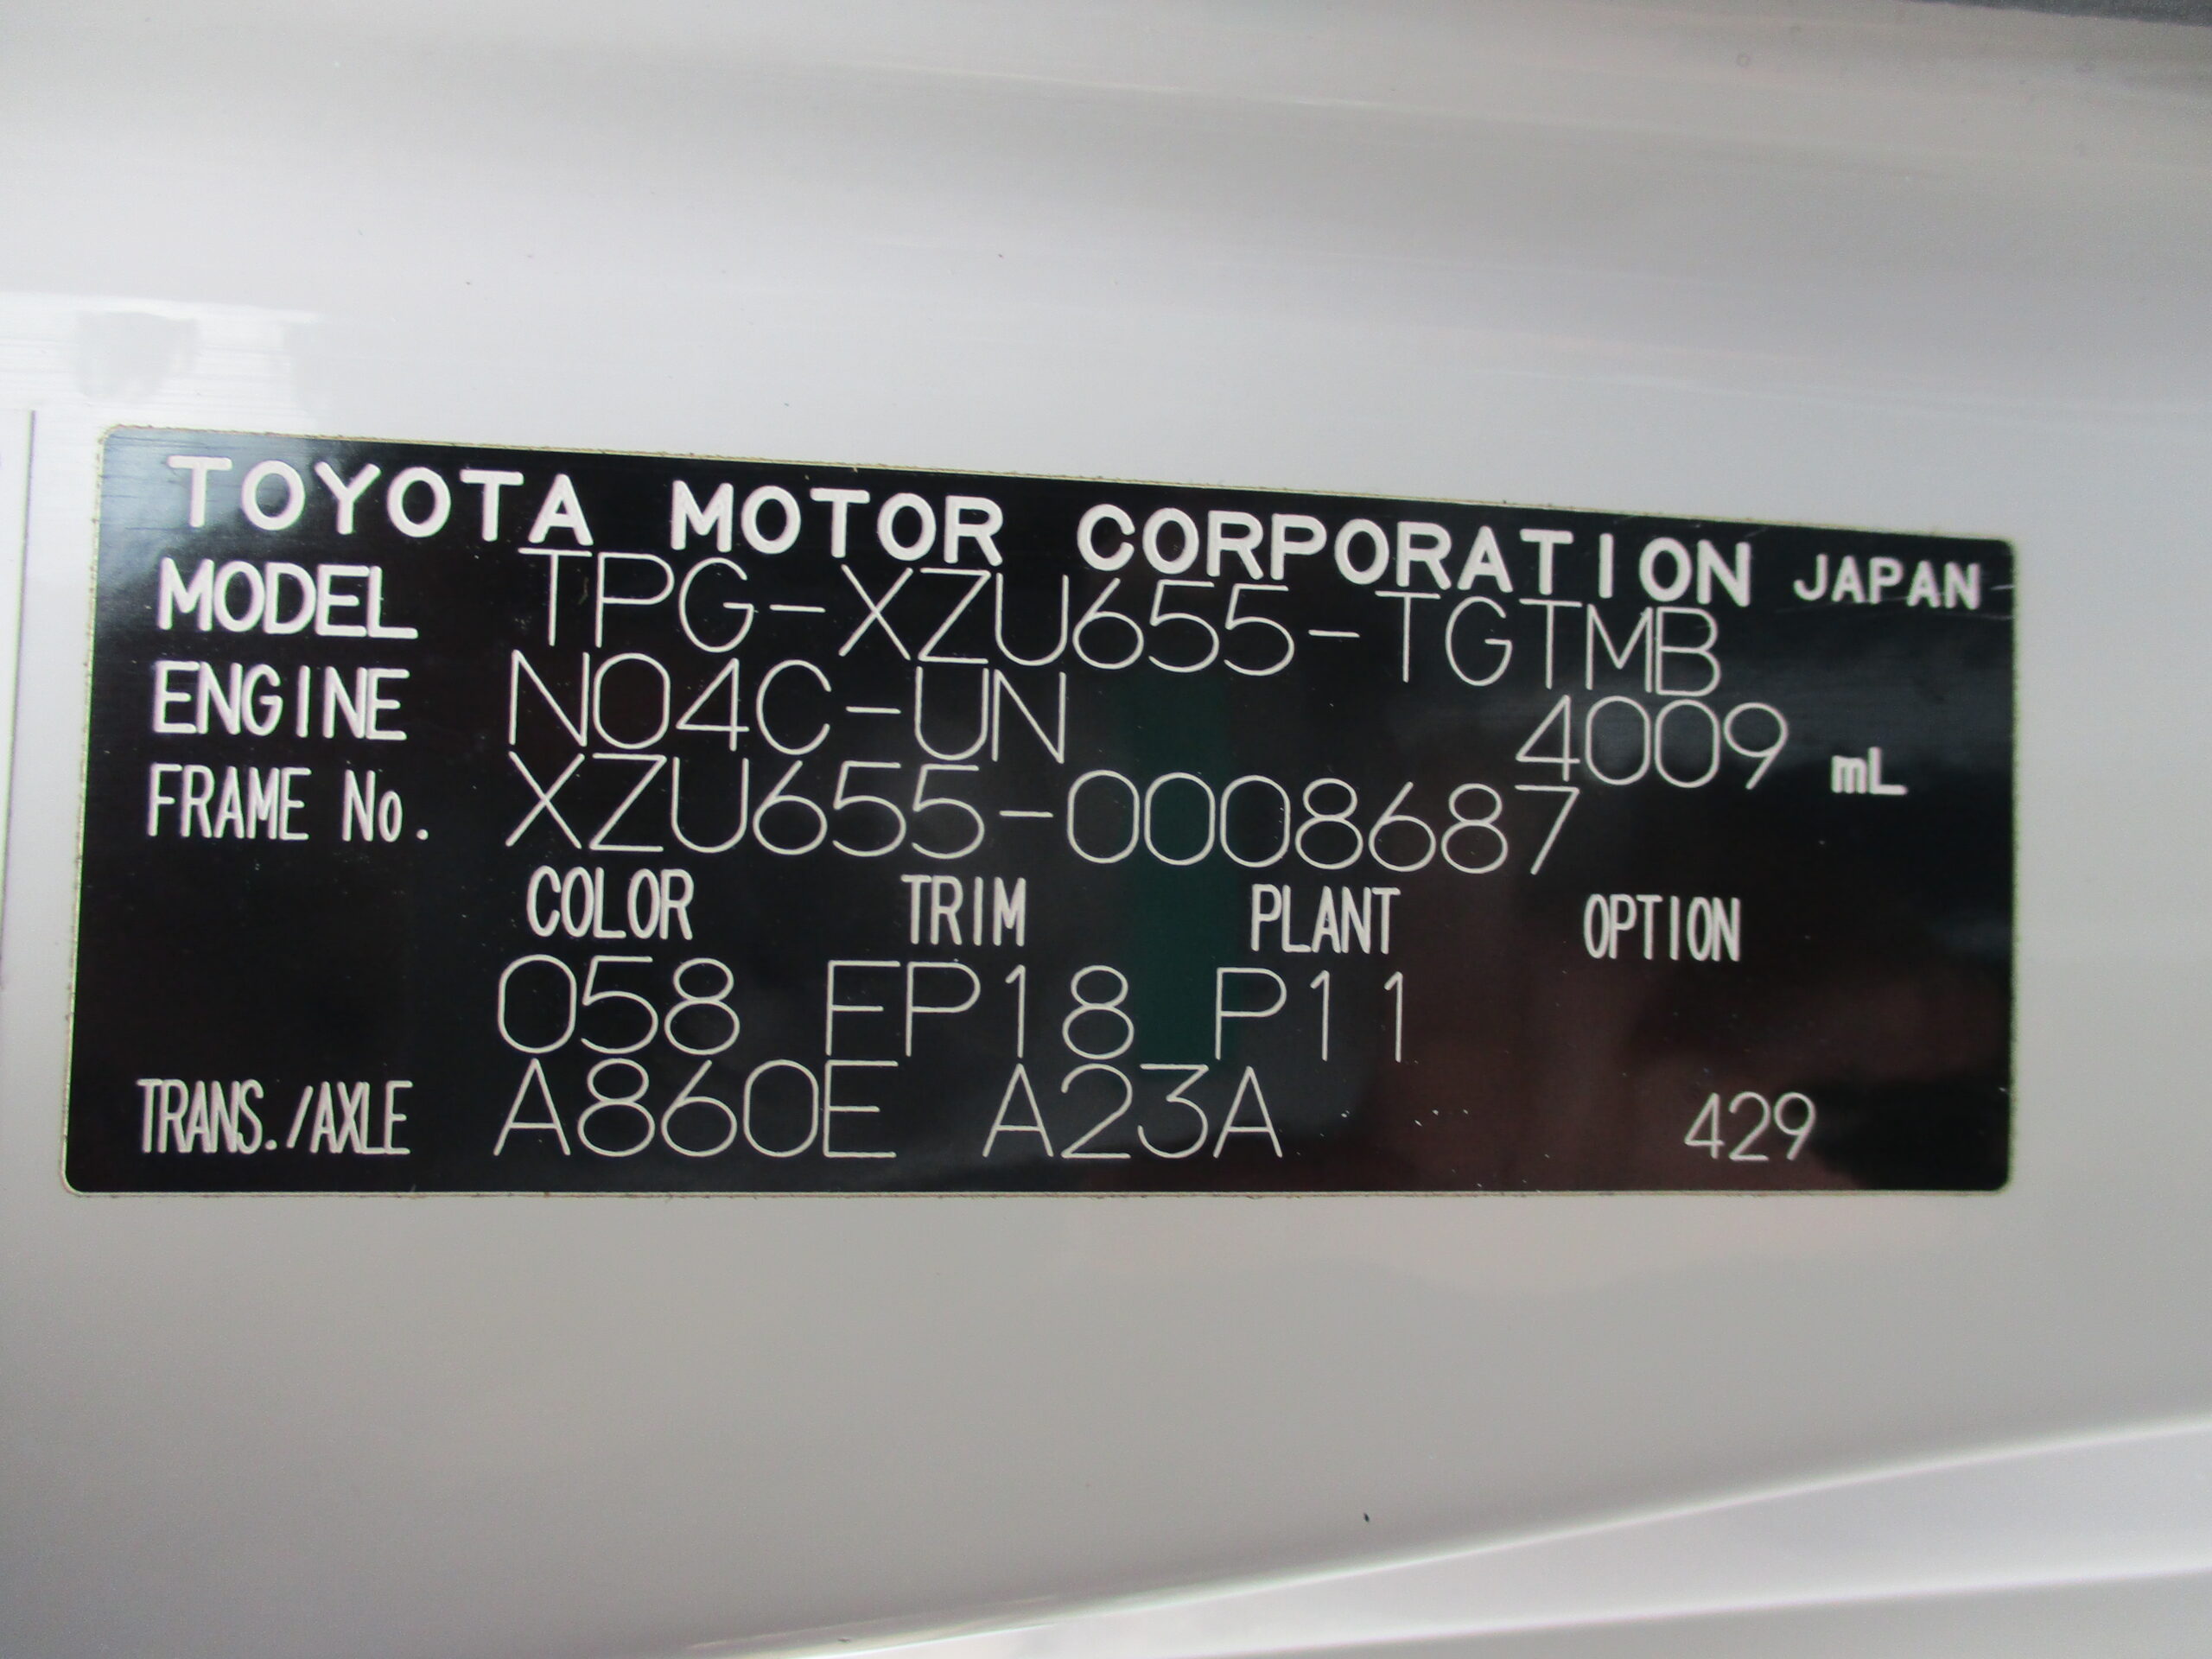 TOYOTA MOTOR CORPORATION JAPAN
MODEL TPG-XZU655-TGTMB
ENGINE N04C-UN 4009 mL
FRAME No. XZU655-0008687
COLOR TRIM PLANT OPTION
058 FP18 P11
TRANS./AXLE A860E A23A 429